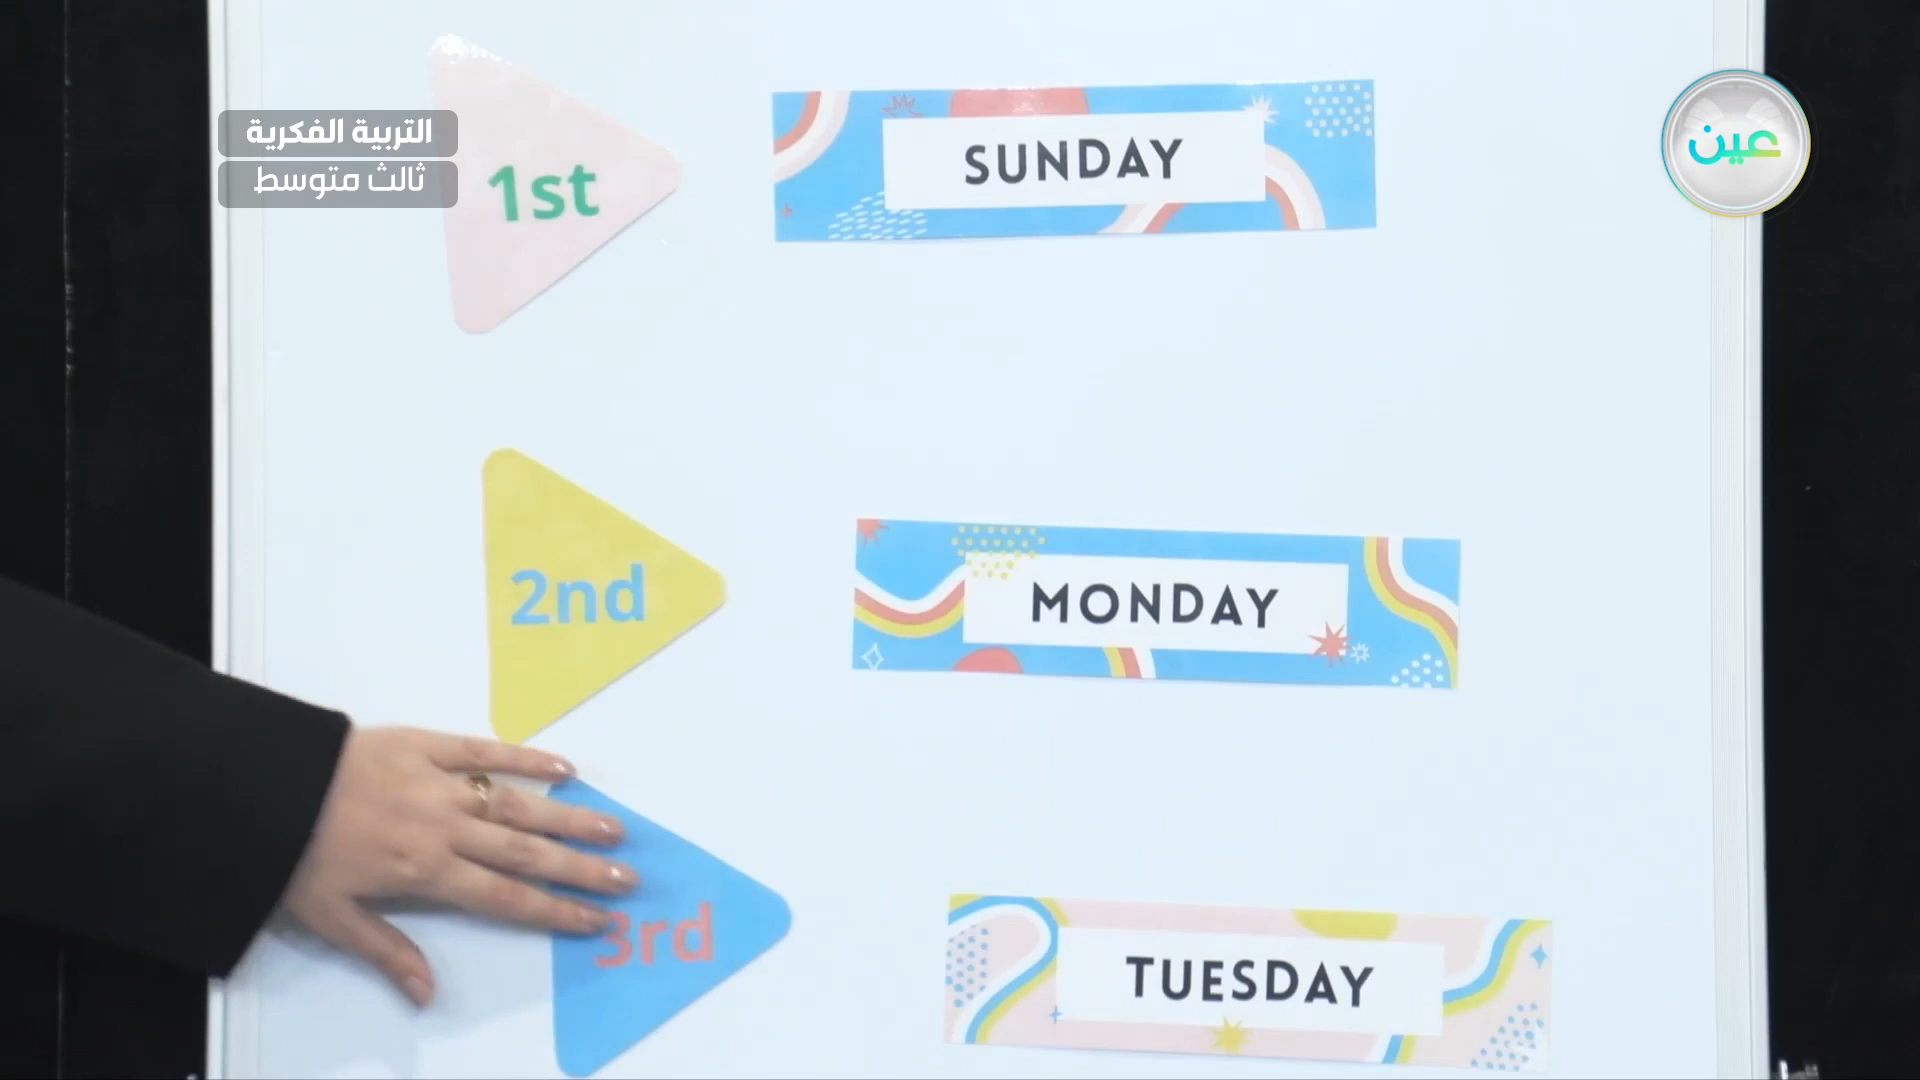 التربية الفكرية
ثالث متوسط
عين
1st
SUNDAY
2nd
MONDAY
3rd
TUESDAY